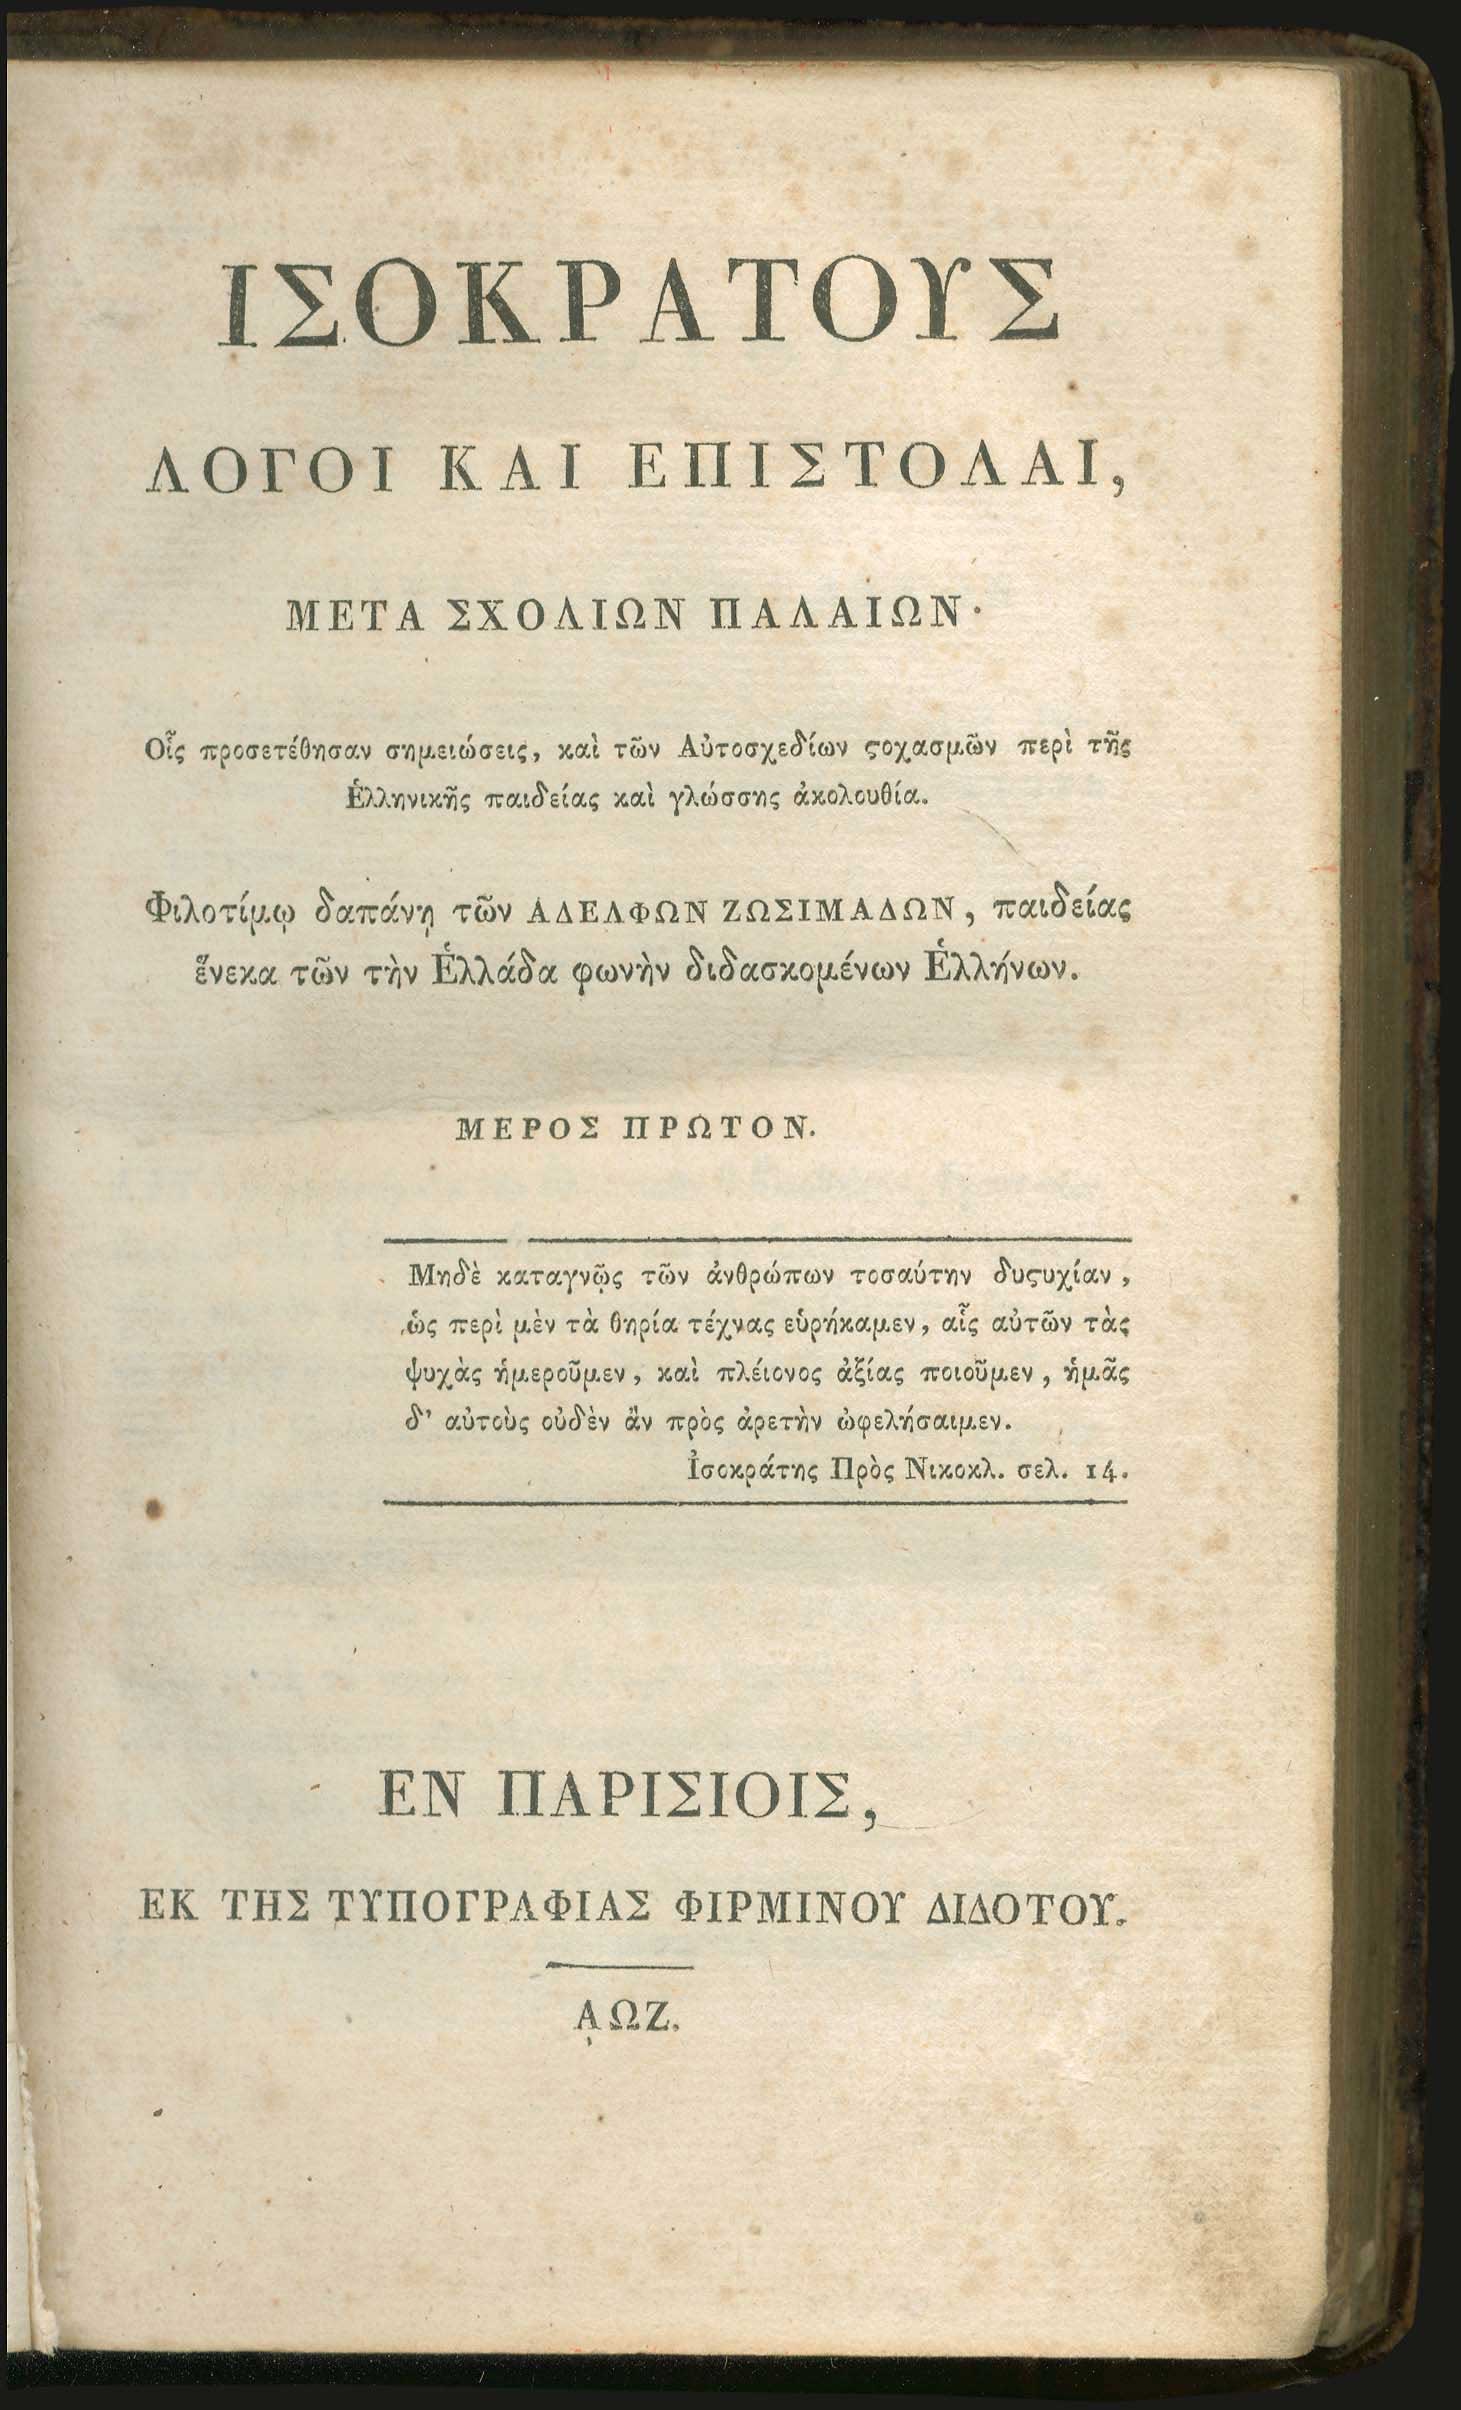 ΙΣΟΚΡΑΤΟΥΣ
ΛΟΓΟΙ ΚΑΙ ΕΠΙΣΤΟΛΑΙ,
ΜΕΤΑ ΣΧΟΛΙΩΝ ΠΑΛΑΙΩΝ·
Οἷς προσετέθησαν σημειώσεις, καὶ τῶν Αὐτοσχεδίων ϛοχασμῶν περὶ τῆς
Ἑλληνικῆς παιδείας καὶ γλώσσης ἀκολουθία.
Φιλοτίμῳ δαπάνῃ τῶν ΑΔΕΛΦΩΝ ΖΩΣΙΜΑΔΩΝ, παιδείας
ἕνεκα τῶν τὴν Ἑλλάδα φωνὴν διδασκομένων Ἑλλήνων.
ΜΕΡΟΣ ΠΡΩΤΟΝ.
Μηδὲ καταγνῷς τῶν ἀνθρώπων τοσαύτην δυϛυχίαν,
ὡς περὶ μὲν τὰ θηρία τέχνας εὑρήκαμεν, αἷς αὐτῶν τὰς
ψυχὰς ἡμεροῦμεν, καὶ πλείονος ἀξίας ποιοῦμεν, ἡμᾶς
δ' αὐτοὺς οὐδὲν ἂν πρὸς ἀρετὴν ὠφελήσαιμεν.
Ἰσοκράτης Πρὸς Νικοκλ. σελ. 14.
ΕΝ ΠΑΡΙΣΙΟΙΣ,
ΕΚ ΤΗΣ ΤΥΠΟΓΡΑΦΙΑΣ ΦΙΡΜΙΝΟΥ ΔΙΔΟΤΟΥ.
͵ΑΩΖ.